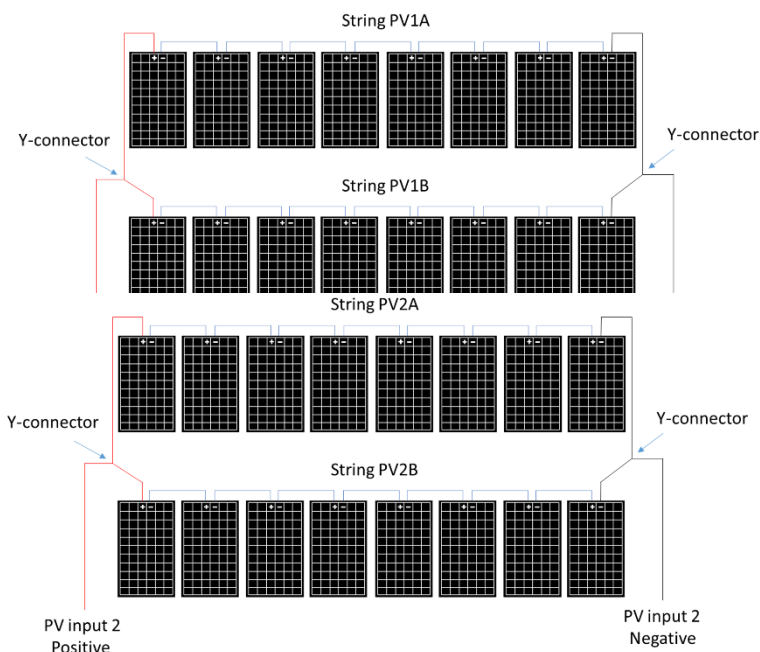 String PV1A
+ -
+ -
+ -
+ -
+ -
+ -
+ -
+ -
Y-connector
Y-connector
String PV1B
+ -
+ -
+ -
+ -
+ -
+ -
+ -
+ -
String PV2A
+ -
+ -
+ -
+ -
+ -
+ -
+ -
+ -
Y-connector
Y-connector
String PV2B
+ -
+ -
+ -
+ -
+ -
+ -
+ -
+ -
PV input 2
Positive
PV input 2
Negative